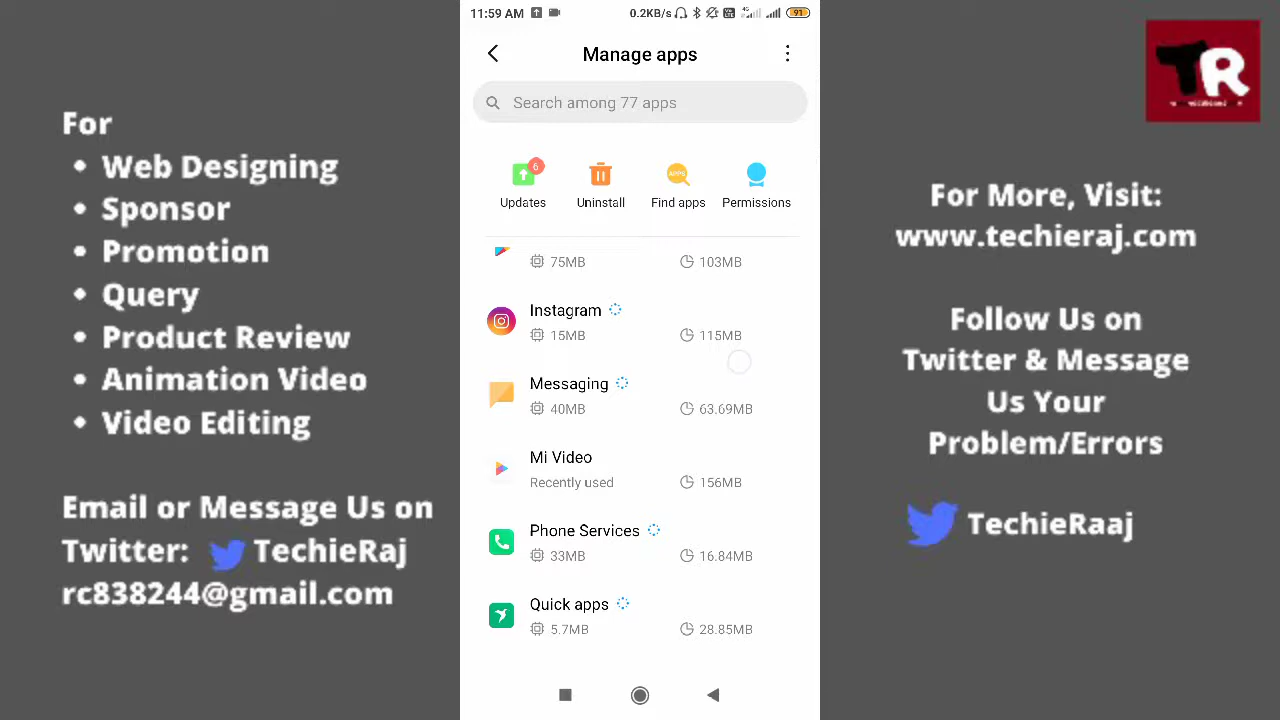 For
• Web Designing
• Sponsor
• Promotion
• Query
• Product Review
• Animation Video
• Video Editing
Email or Message Us on
Twitter: TechieRaj
rc838244@gmail.com
11:59 AM 0.2KB/s 4G 91
Manage apps
Search among 77 apps
6
APPS
Updates Uninstall Find apps Permissions
75MB 103MB
Instagram
15MB 115MB
Messaging
40MB 63.69MB
Mi Video
Recently used 156MB
Phone Services
33MB 16.84MB
Quick apps
5.7MB 28.85MB
TR
For More, Visit:
www.techieraj.com
Follow Us on
Twitter & Message
Us Your
Problem/Errors
TechieRaaj